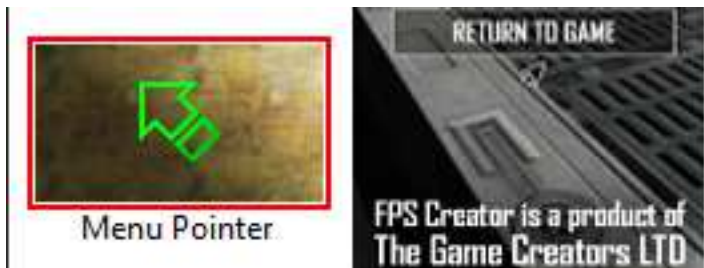 Menu Pointer
RETURN TO GAME
FPS Creator is a product of
The Game Creators LTD